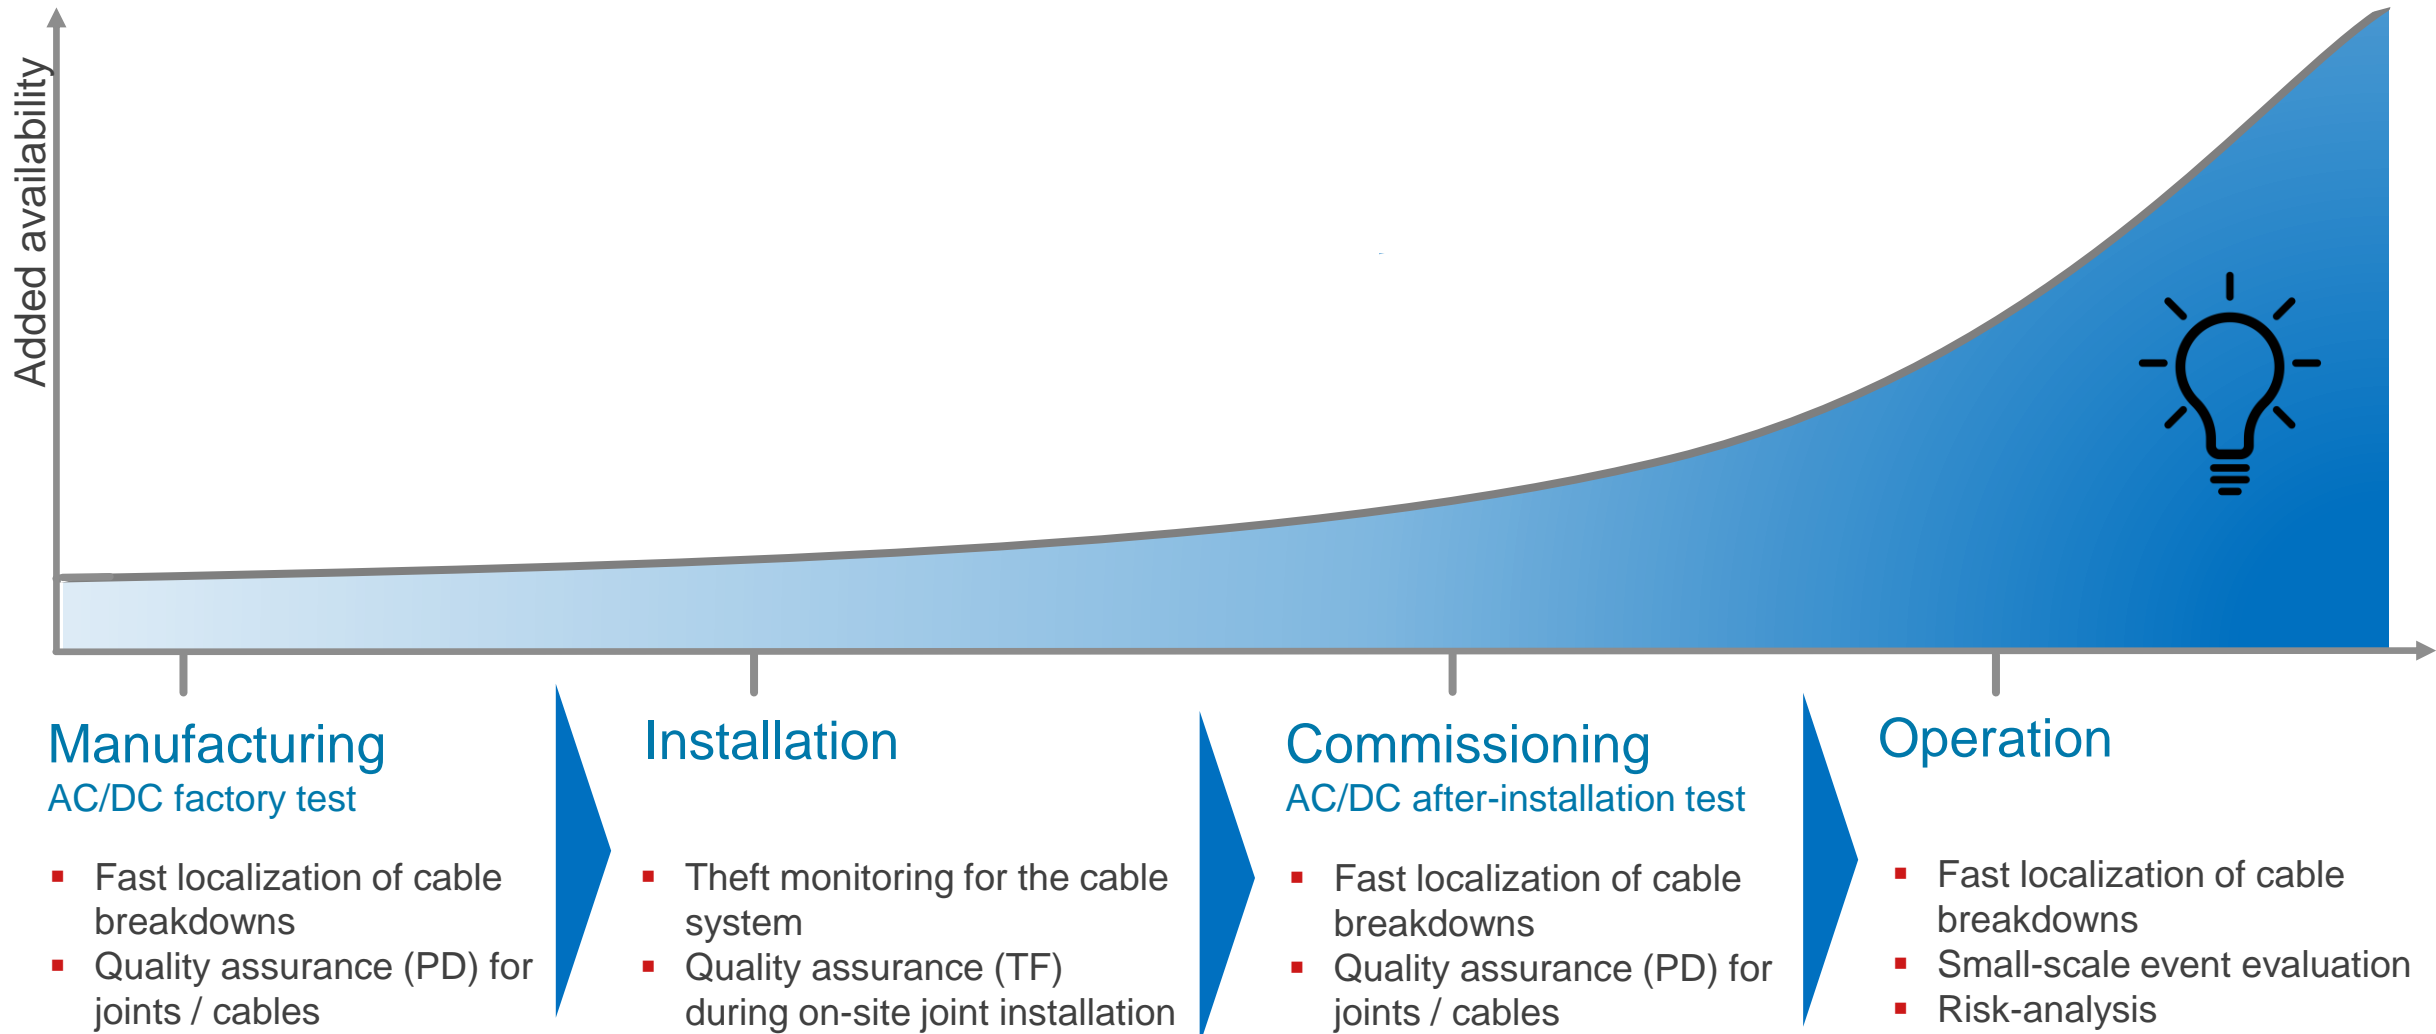 Added availability
Manufacturing
AC/DC factory test
▪ Fast localization of cable
breakdowns
▪ Quality assurance (PD) for
joints / cables
Installation
▪ Theft monitoring for the cable
system
▪ Quality assurance (TF)
during on-site joint installation
Commissioning
AC/DC after-installation test
▪ Fast localization of cable
breakdowns
▪ Quality assurance (PD) for
joints / cables
Operation
▪ Fast localization of cable
breakdowns
▪ Small-scale event evaluation
▪ Risk-analysis